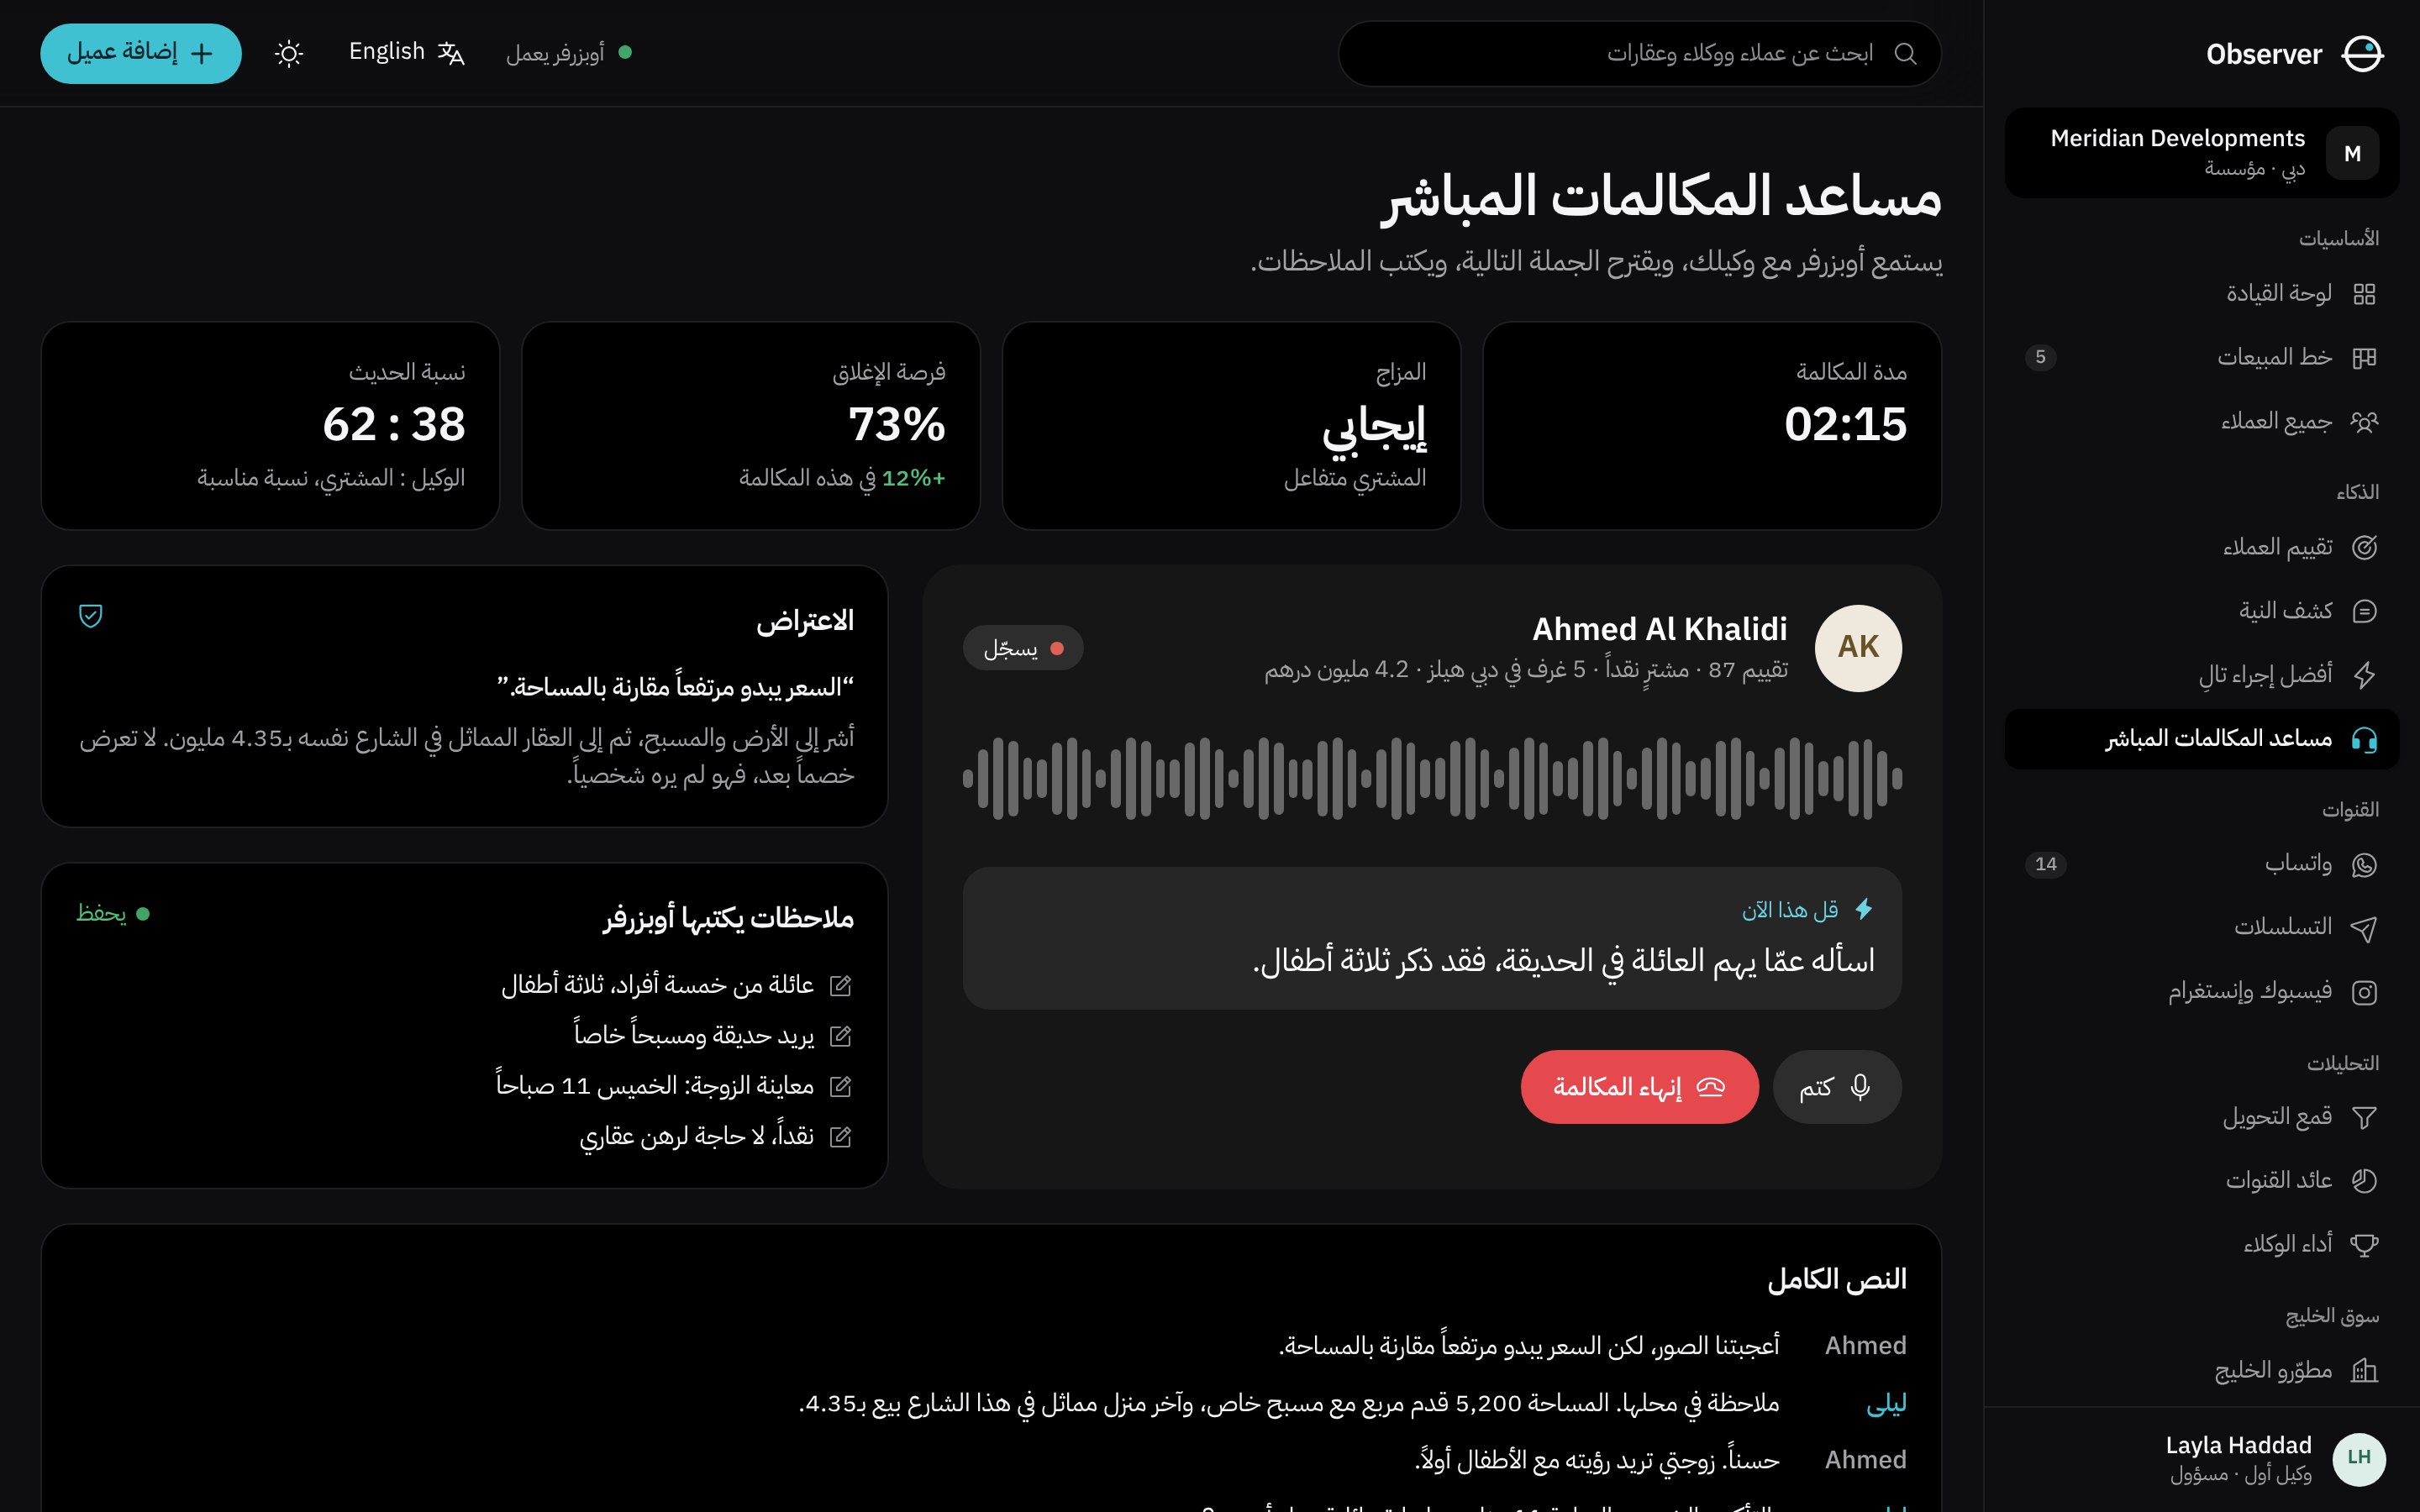 Observer
Meridian Developments
M
دبي · مؤسسة
الأساسيات
لوحة القيادة
خط المبيعات
5
جميع العملاء
الذكاء
تقييم العملاء
كشف النية
أفضل إجراء تالٍ
مساعد المكالمات المباشر
القنوات
واتساب
14
التسلسلات
فيسبوك وإنستغرام
التحليلات
قمع التحويل
عائد القنوات
أداء الوكلاء
سوق الخليج
مطوّرو الخليج
LH
Layla Haddad
وكيل أول · مسؤول
ابحث عن عملاء ووكلاء وعقارات
أوبزرفر يعمل
English
إضافة عميل
مساعد المكالمات المباشر
يستمع أوبزرفر مع وكيلك، ويقترح الجملة التالية، ويكتب الملاحظات.
مدة المكالمة
02:15
المزاج
إيجابي
المشتري متفاعل
فرصة الإغلاق
73%
+12% في هذه المكالمة
نسبة الحديث
62 : 38
الوكيل : المشتري، نسبة مناسبة
AK
Ahmed Al Khalidi
تقييم 87 · مشترٍ نقداً · 5 غرف في دبي هيلز · 4.2 مليون درهم
يسجّل
قل هذا الآن
اسأله عمّا يهم العائلة في الحديقة، فقد ذكر ثلاثة أطفال.
كتم
إنهاء المكالمة
الاعتراض
“السعر يبدو مرتفعاً مقارنة بالمساحة.”
أشر إلى الأرض والمسبح، ثم إلى العقار المماثل في الشارع نفسه بـ4.35 مليون. لا تعرض
خصماً بعد، فهو لم يره شخصياً.
ملاحظات يكتبها أوبزرفر
يحفظ
عائلة من خمسة أفراد، ثلاثة أطفال
يريد حديقة ومسبحاً خاصاً
معاينة الزوجة: الخميس 11 صباحاً
نقداً، لا حاجة لرهن عقاري
النص الكامل
Ahmed
أعجبتنا الصور، لكن السعر يبدو مرتفعاً مقارنة بالمساحة.
ليلى
ملاحظة في محلها. المساحة 5,200 قدم مربع مع مسبح خاص، وآخر منزل مماثل في هذا الشارع بيع بـ4.35.
Ahmed
حسناً. زوجتي تريد رؤيته مع الأطفال أولاً.